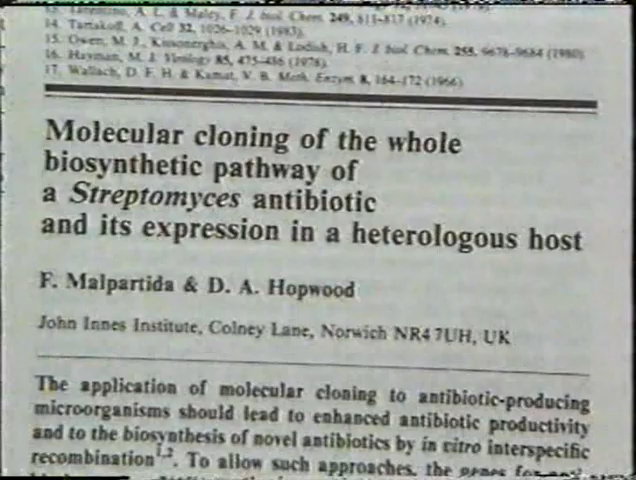 14. Tartakoff, A. Cell 32, 1026–1028 (1983).
15. Owen, M. J., Kissonerghis, A. M. & Lodish, H. F. J. biol. Chem. 255, 9678–9684 (1980).
16. Hayman, M. J. Virology 85, 475–486 (1978).
17. Wallach, D. F. H. & Kamat, V. B. Meth. Enzym. 8, 164–172 (1966).
Molecular cloning of the whole
biosynthetic pathway of
a Streptomyces antibiotic
and its expression in a heterologous host
F. Malpartida & D. A. Hopwood
John Innes Institute, Colney Lane, Norwich NR4 7UH, UK
The application of molecular cloning to antibiotic-producing
microorganisms should lead to enhanced antibiotic productivity
and to the biosynthesis of novel antibiotics by in vitro interspecific
recombination1,2. To allow such approaches, the genes for